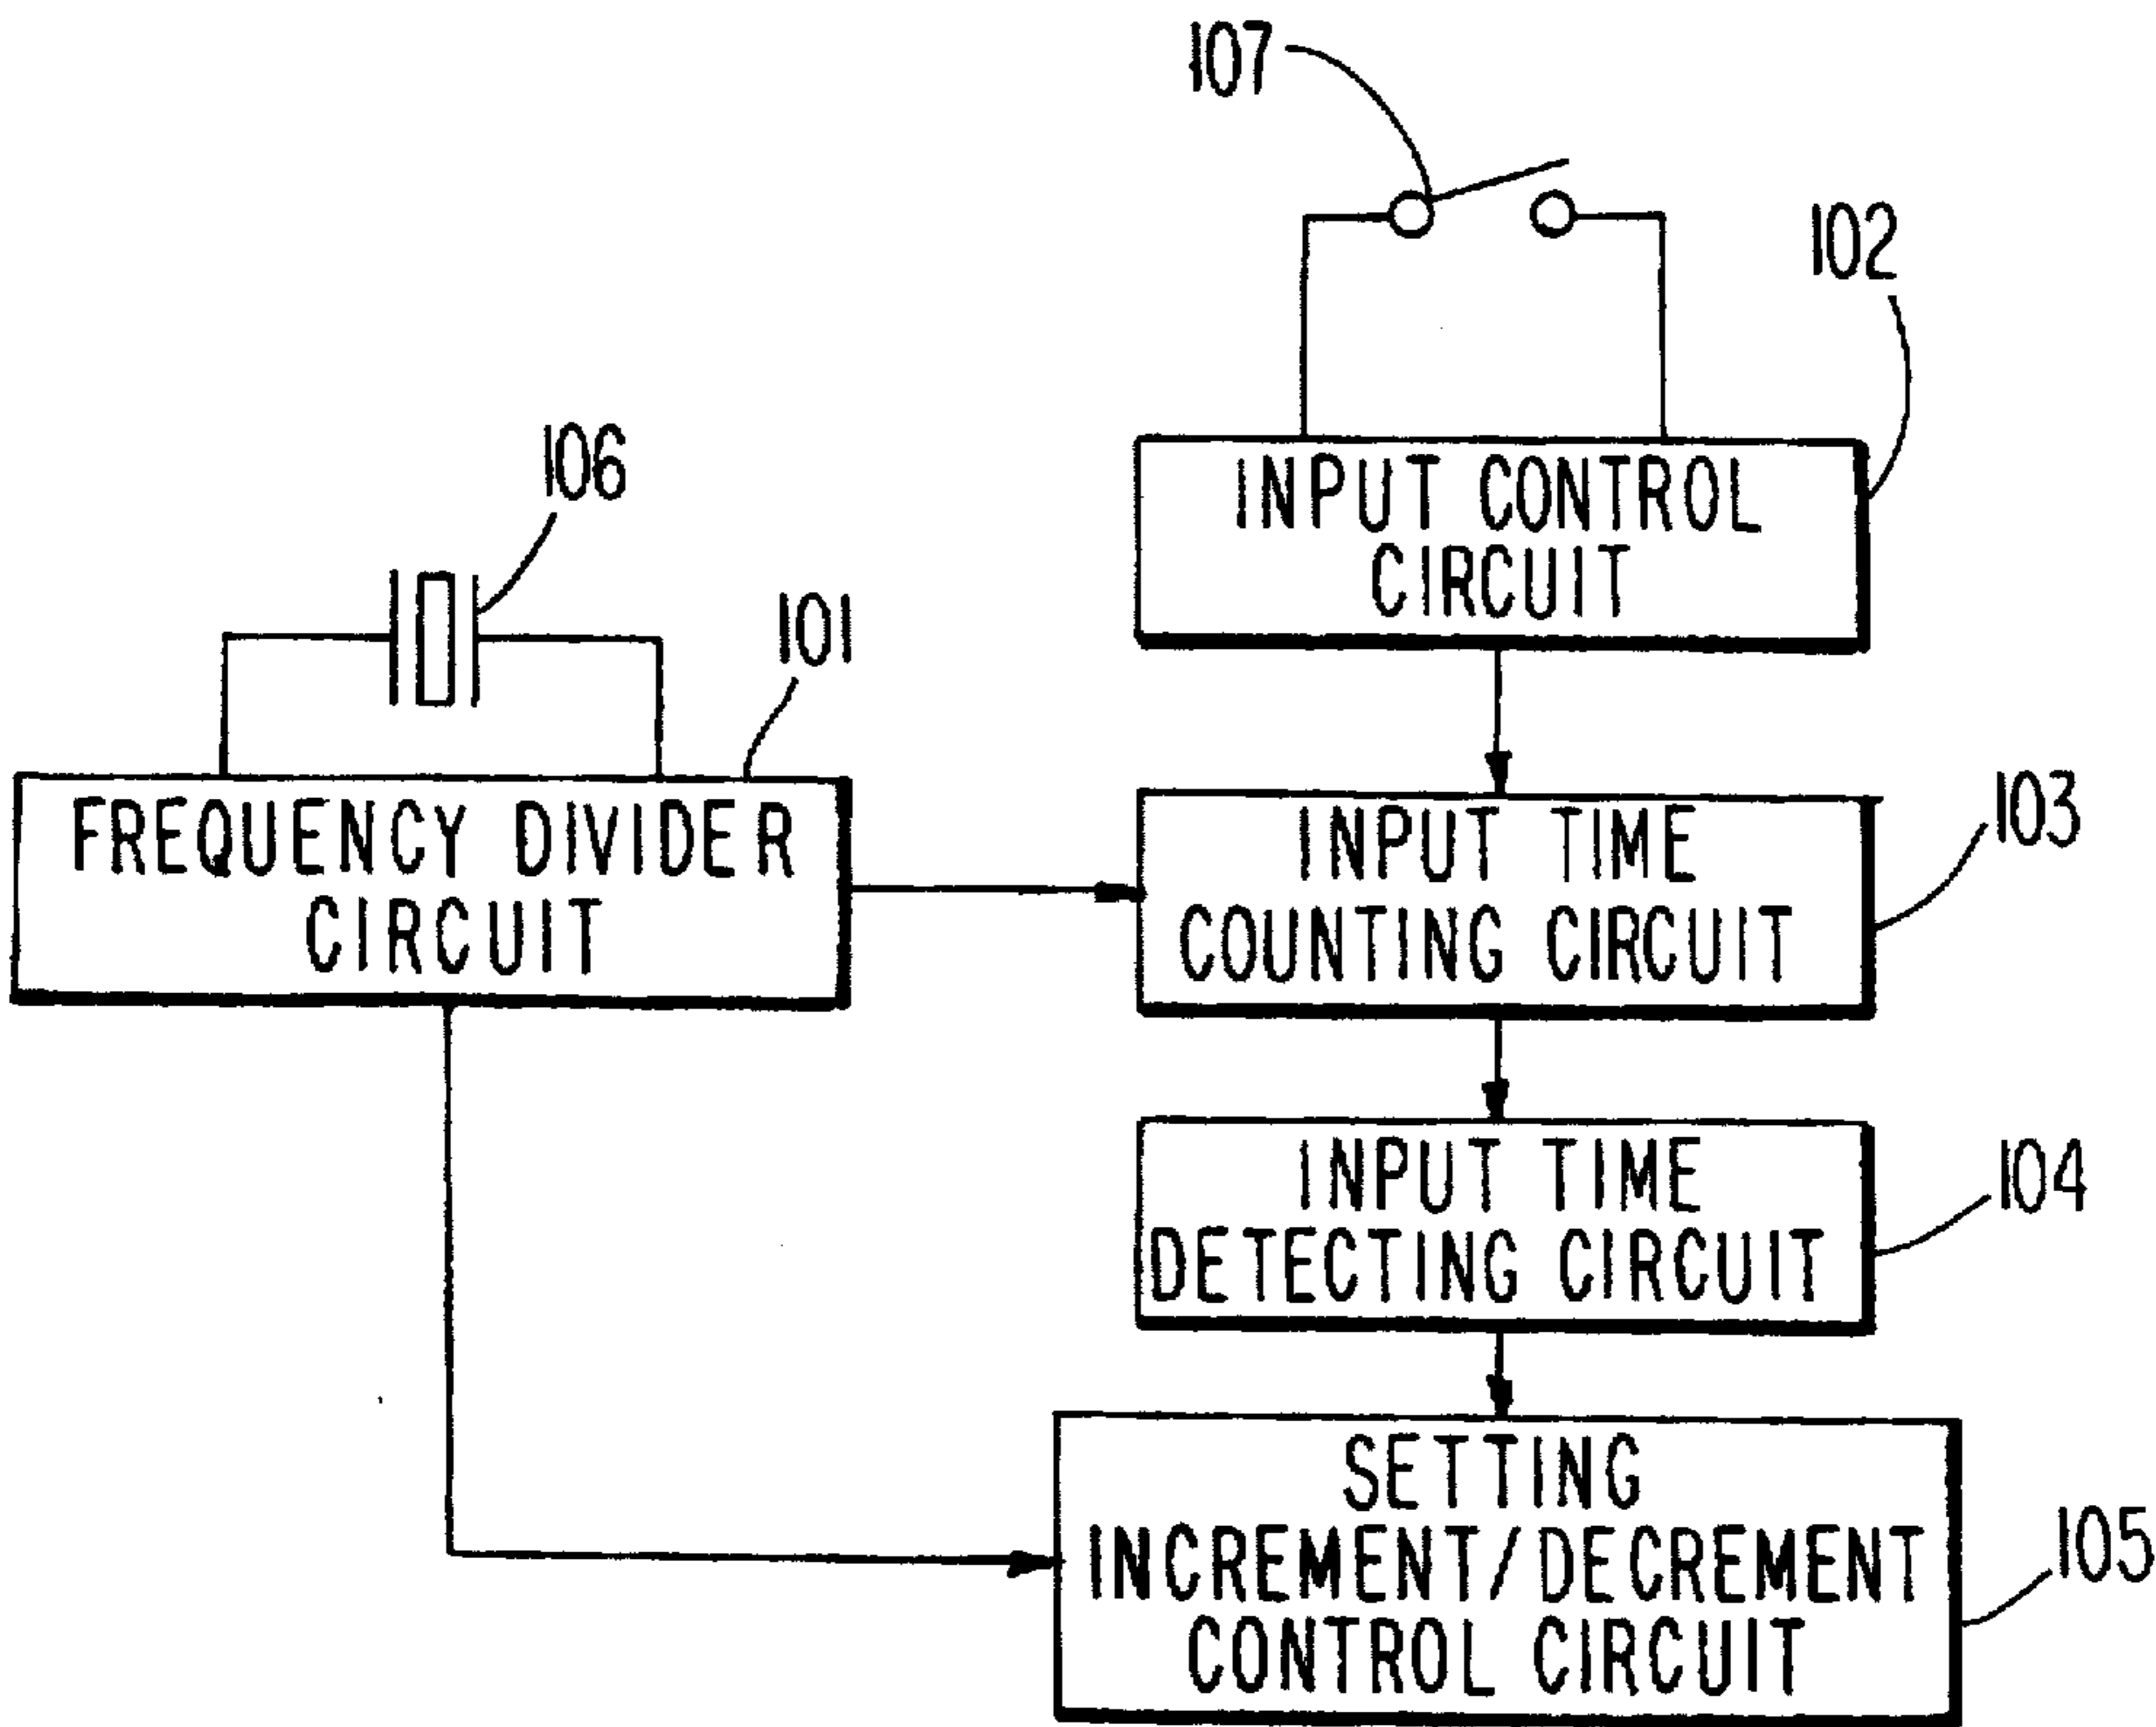 107
102
INPUT CONTROL
CIRCUIT
106
101
FREQUENCY DIVIDER
CIRCUIT
INPUT TIME
COUNTING CIRCUIT
103
INPUT TIME
DETECTING CIRCUIT
104
SETTING
INCREMENT/DECREMENT
CONTROL CIRCUIT
105